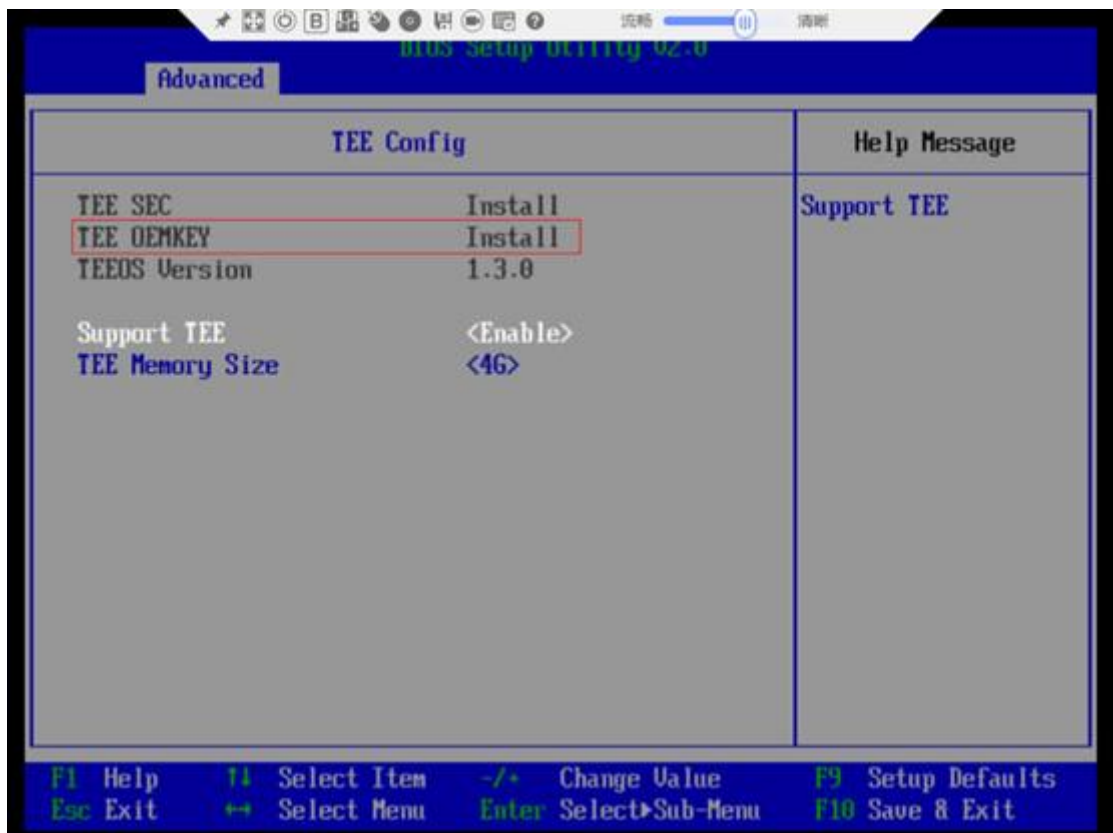 B 流畅 清晰
BIOS Setup Utility V2.0
Advanced
TEE Config
Help Message
TEE SEC Install
Support TEE
TEE OEMKEY Install
TEEOS Version 1.3.0
Support TEE <Enable>
TEE Memory Size <4G>
F1 Help ↑↓ Select Item -/+ Change Value F9 Setup Defaults
Esc Exit ←→ Select Menu Enter Select▶Sub-Menu F10 Save & Exit